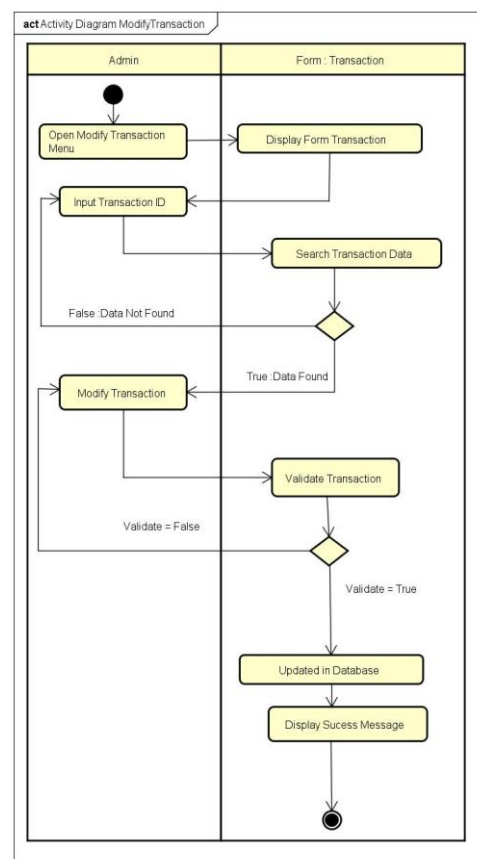 act Activity Diagram ModifyTransaction
Admin
Form : Transaction
Open Modify Transaction
Menu
Display Form Transaction
Input Transaction ID
Search Transaction Data
False :Data Not Found
True :Data Found
Modify Transaction
Validate Transaction
Validate = False
Validate = True
Updated in Database
Display Sucess Message